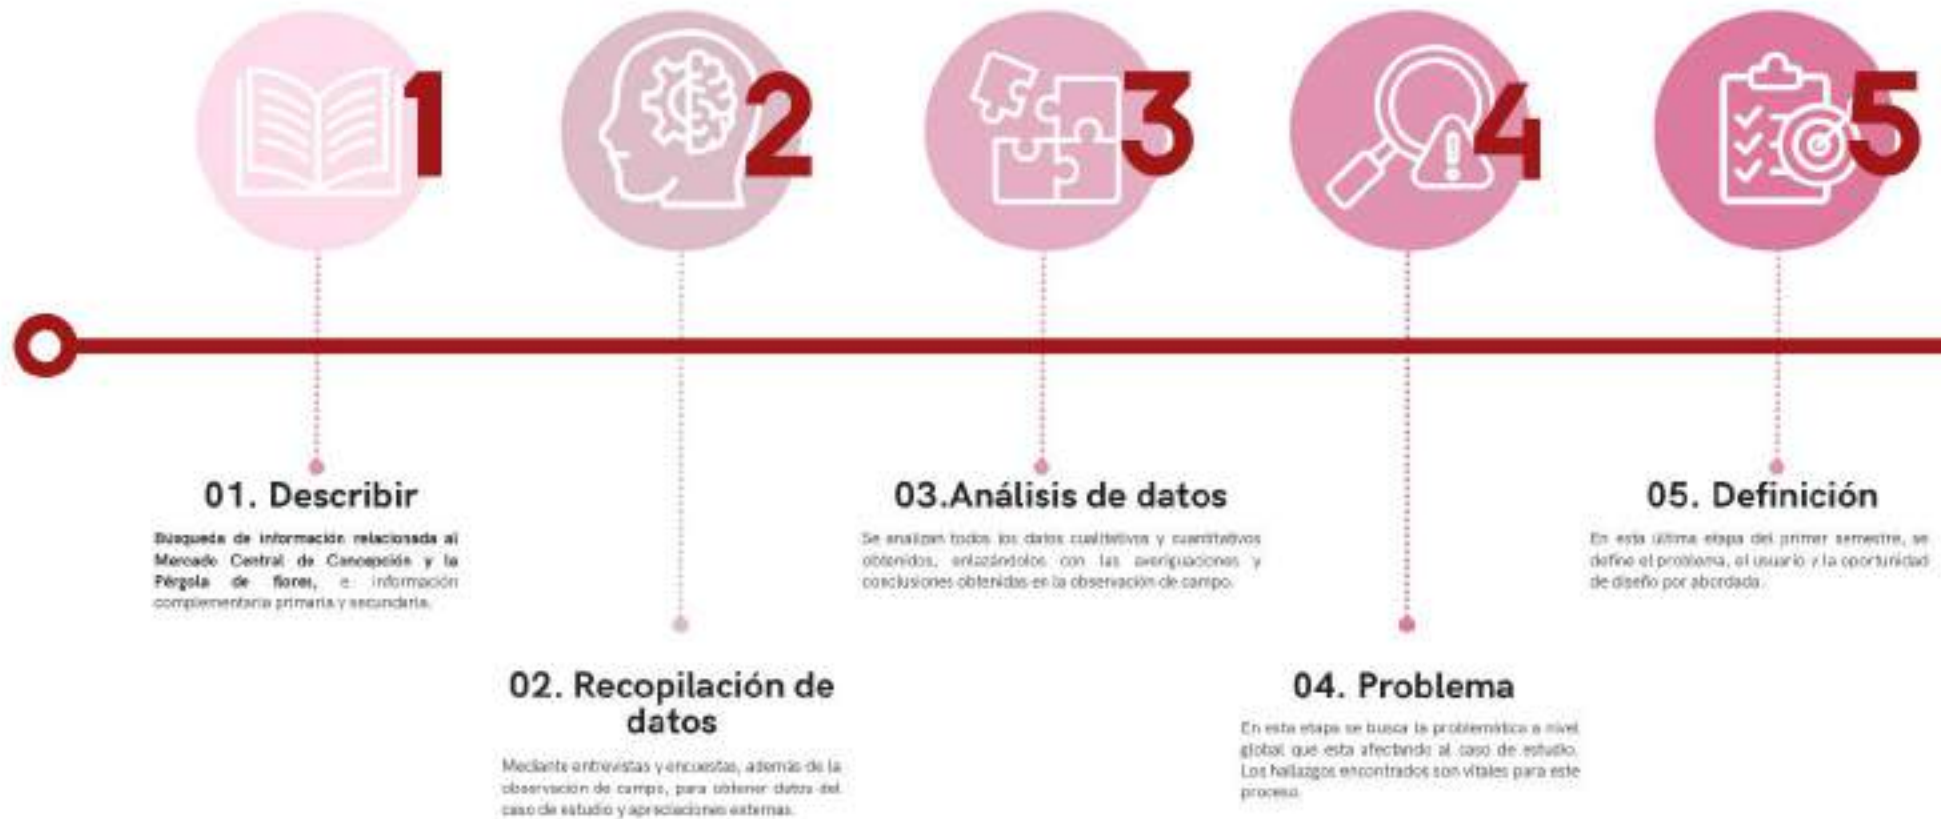 1
2
3
4
5
01. Describir
Búsqueda de información relacionada al
Mercado Central de Concepción y la
Pérgola de flores, e información
complementaria primaria y secundaria.
02. Recopilación de
datos
Mediante entrevistas y encuestas, además de la
observación de campo, para obtener datos del
caso de estudio y apreciaciones externas.
03.Análisis de datos
Se analizan todos los datos cualitativos y cuantitativos
obtenidos, enlazándolos con las averiguaciones y
conclusiones obtenidas en la observación de campo.
04. Problema
En esta etapa se busca la problemática a nivel
global que esta afectando al caso de estudio.
Los hallazgos encontrados son vitales para este
proceso.
05. Definición
En esta última etapa del primer semestre, se
define el problema, el usuario y la oportunidad
de diseño por abordada.